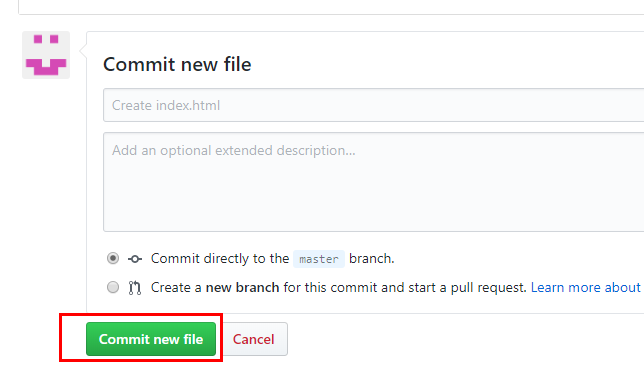 Commit new file
Create index.html
Add an optional extended description...
Commit directly to the master branch.
Create a new branch for this commit and start a pull request. Learn more about
Commit new file Cancel